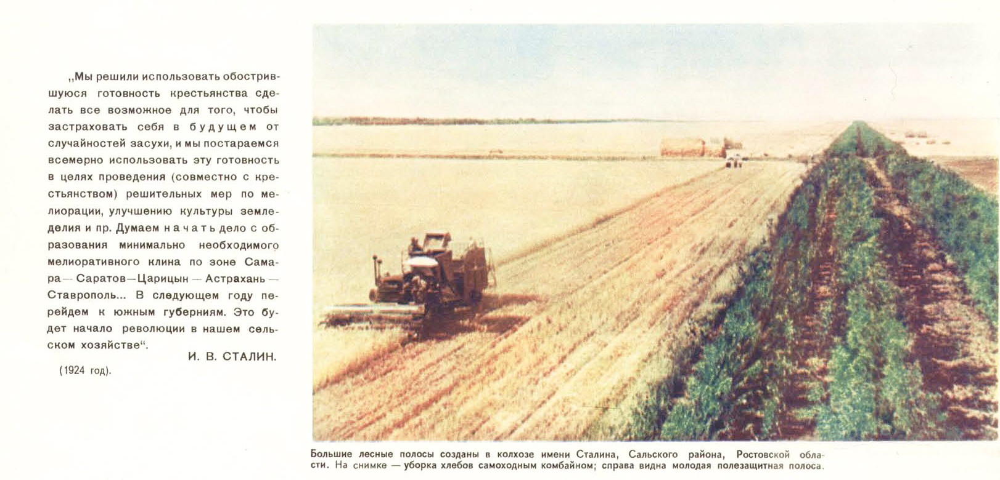 „Мы решили использовать обострив-
шуюся готовность крестьянства сде-
лать все возможное для того, чтобы
застраховать себя в будущем от
случайностей засухи, и мы постараемся
всемерно использовать эту готовность
в целях проведения (совместно с кре-
стьянством) решительных мер по ме-
лиорации, улучшению культуры земле-
делия и пр. Думаем начать дело с об-
разования минимально необходимого
мелиоративного клина по зоне Сама-
ра — Саратов—Царицын — Астрахань —
Ставрополь... В следующем году пе-
рейдем к южным губерниям. Это бу-
дет начало революции в нашем сель-
ском хозяйстве“.
И. В. СТАЛИН.
(1924 год).
Большие лесные полосы созданы в колхозе имени Сталина, Сальского района, Ростовской обла-
сти. На снимке — уборка хлебов самоходным комбайном; справа видна молодая полезащитная полоса.